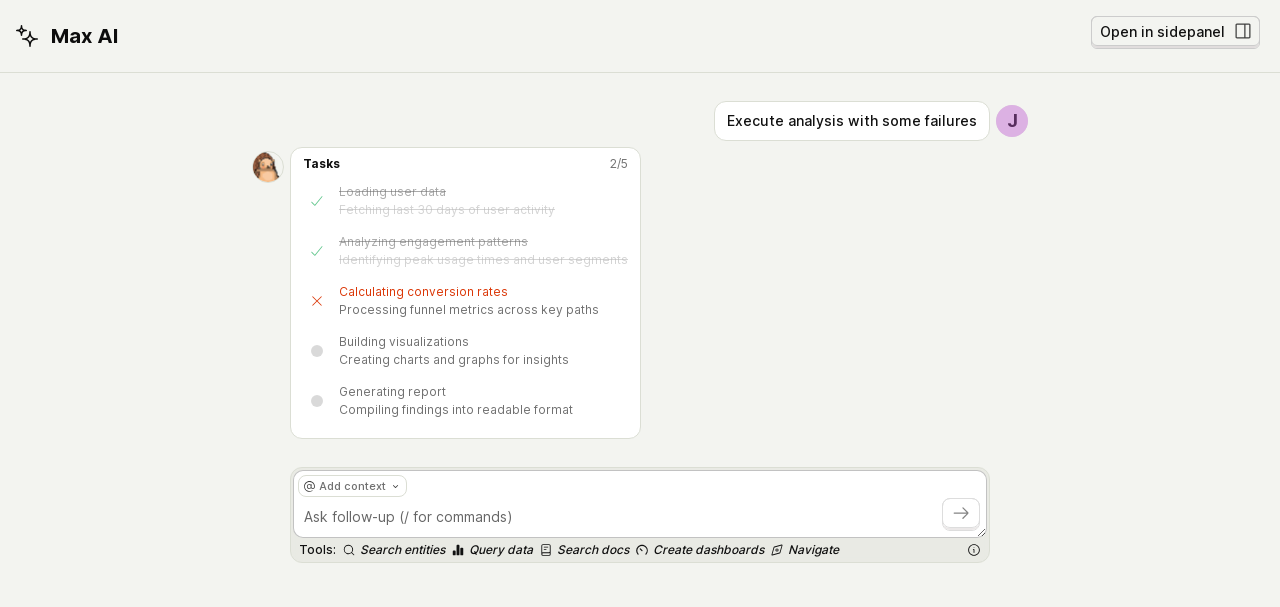 Max AI
Open in sidepanel
Execute analysis with some failures
J
Tasks
2/5
Loading user data
Fetching last 30 days of user activity
Analyzing engagement patterns
Identifying peak usage times and user segments
Calculating conversion rates
Processing funnel metrics across key paths
Building visualizations
Creating charts and graphs for insights
Generating report
Compiling findings into readable format
@ Add context
Ask follow-up (/ for commands)
Tools: Search entities Query data Search docs Create dashboards Navigate